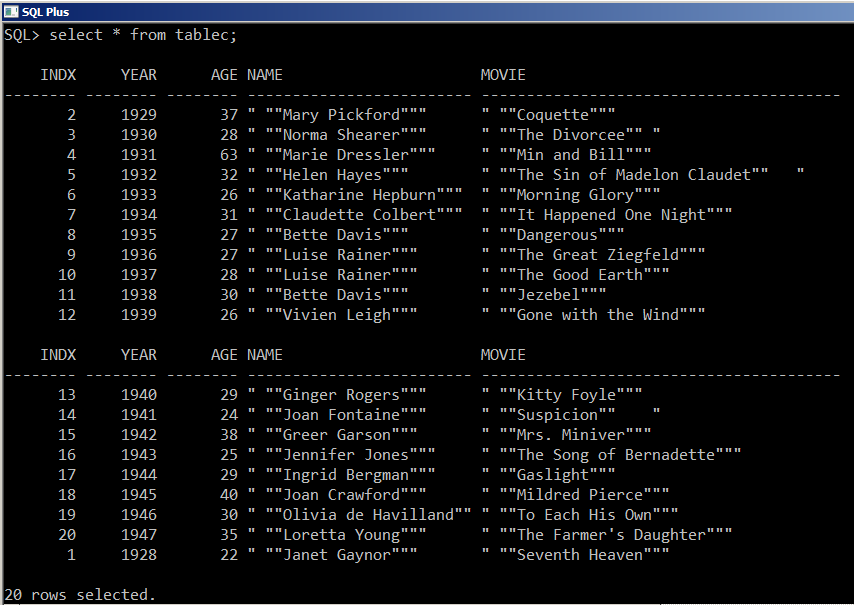 SQL Plus
SQL> select * from tablec;
    INDX     YEAR      AGE NAME                      MOVIE
-------- -------- -------- ------------------------- ----------------------------------------
       2     1929       37 " ""Mary Pickford"""      " ""Coquette"""
       3     1930       28 " ""Norma Shearer"""      " ""The Divorcee"" "
       4     1931       63 " ""Marie Dressler"""     " ""Min and Bill"""
       5     1932       32 " ""Helen Hayes"""        " ""The Sin of Madelon Claudet""   "
       6     1933       26 " ""Katharine Hepburn"""  " ""Morning Glory"""
       7     1934       31 " ""Claudette Colbert"""  " ""It Happened One Night"""
       8     1935       27 " ""Bette Davis"""        " ""Dangerous"""
       9     1936       27 " ""Luise Rainer"""       " ""The Great Ziegfeld"""
      10     1937       28 " ""Luise Rainer"""       " ""The Good Earth"""
      11     1938       30 " ""Bette Davis"""        " ""Jezebel"""
      12     1939       26 " ""Vivien Leigh"""       " ""Gone with the Wind"""
    INDX     YEAR      AGE NAME                      MOVIE
-------- -------- -------- ------------------------- ----------------------------------------
      13     1940       29 " ""Ginger Rogers"""      " ""Kitty Foyle"""
      14     1941       24 " ""Joan Fontaine"""      " ""Suspicion""    "
      15     1942       38 " ""Greer Garson"""       " ""Mrs. Miniver"""
      16     1943       25 " ""Jennifer Jones"""     " ""The Song of Bernadette"""
      17     1944       29 " ""Ingrid Bergman"""     " ""Gaslight"""
      18     1945       40 " ""Joan Crawford"""      " ""Mildred Pierce"""
      19     1946       30 " ""Olivia de Havilland"" " ""To Each His Own"""
      20     1947       35 " ""Loretta Young"""      " ""The Farmer's Daughter"""
       1     1928       22 " ""Janet Gaynor"""       " ""Seventh Heaven"""
20 rows selected.